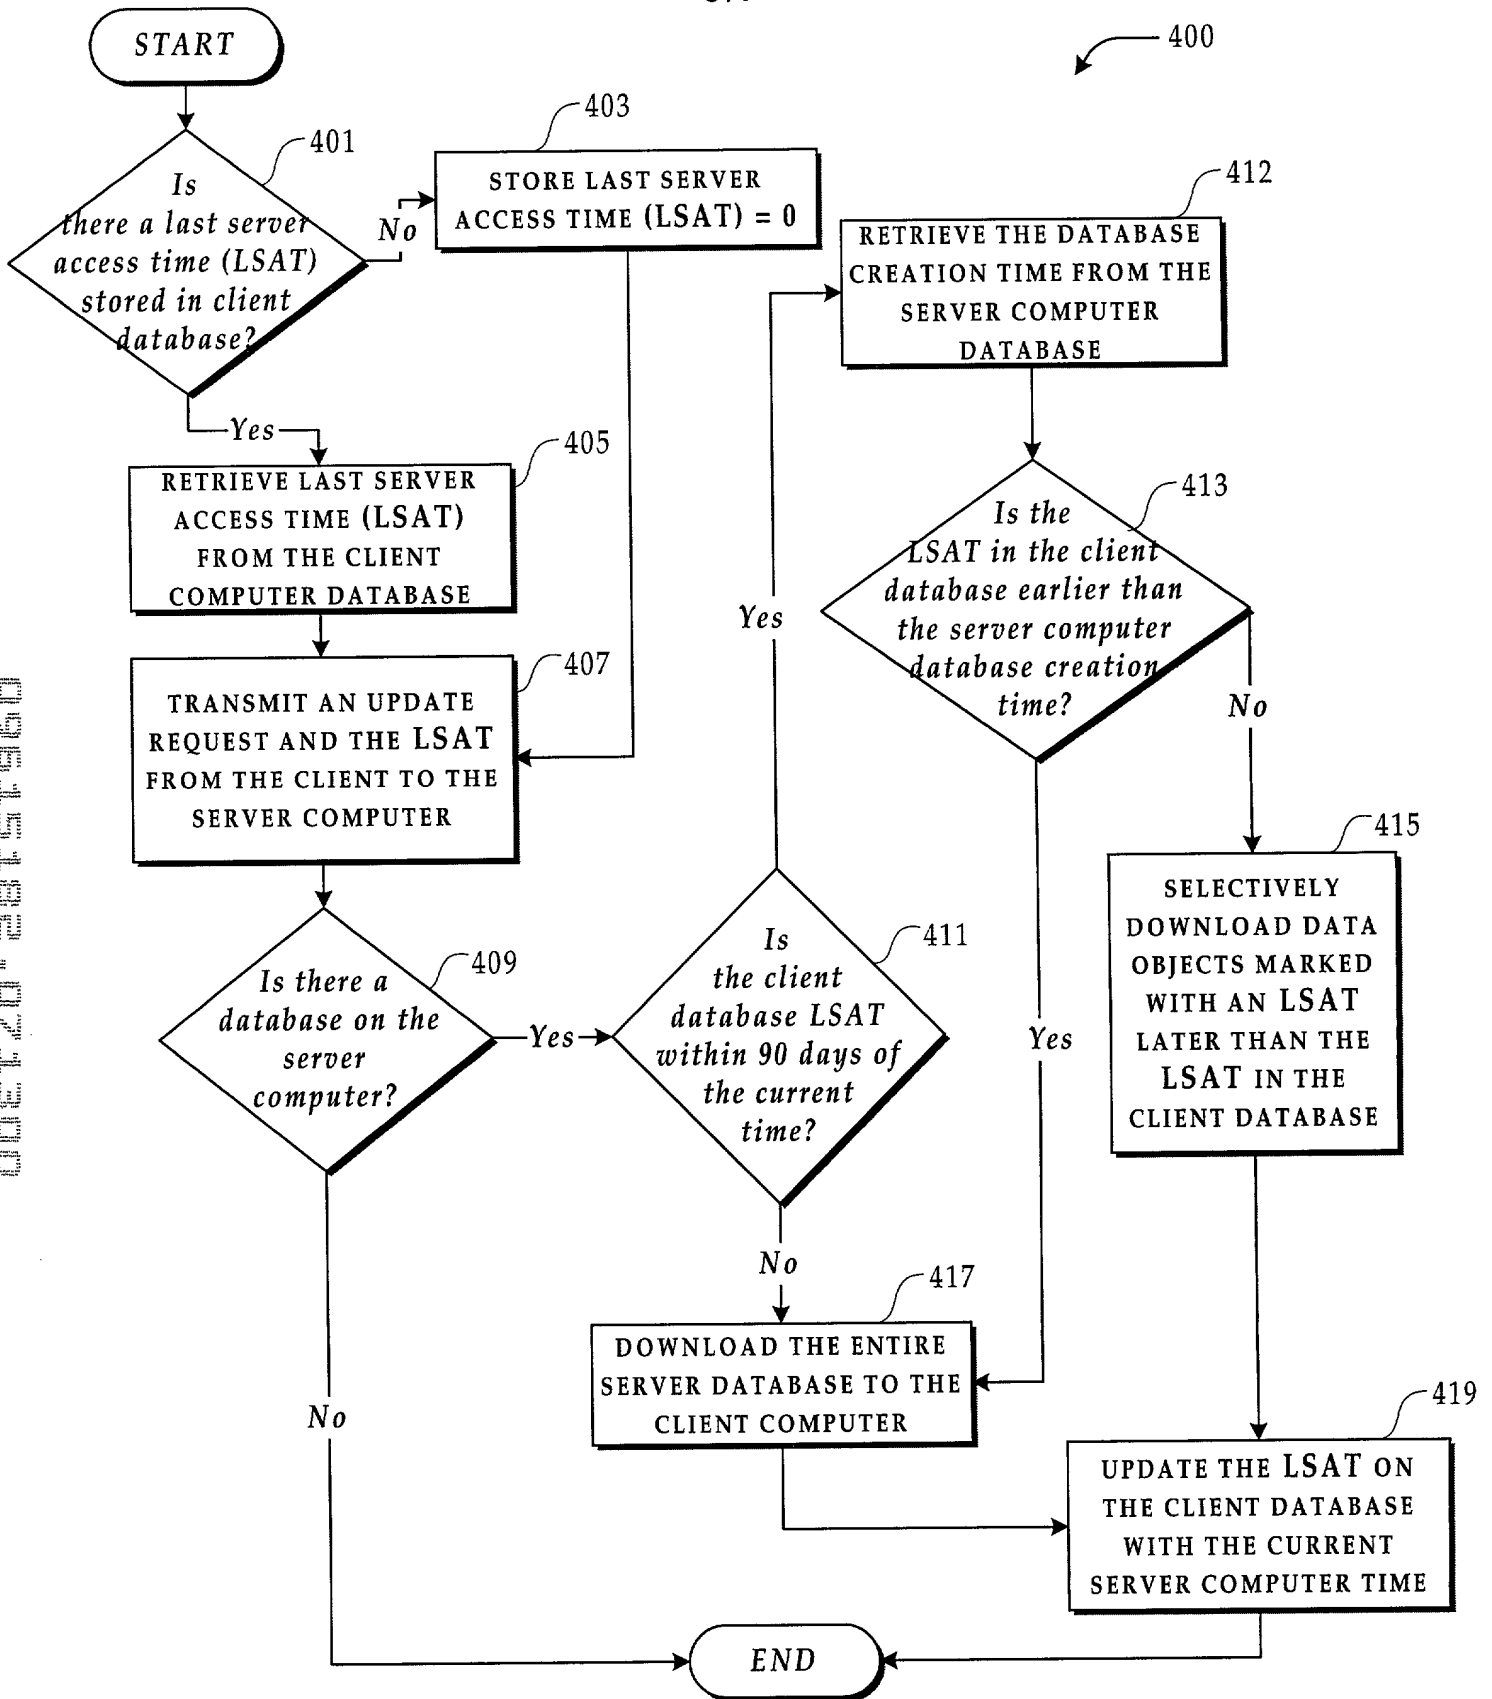 400
START
401
Is
there a last server
access time (LSAT)
stored in client
database?
No
403
STORE LAST SERVER
ACCESS TIME (LSAT) = 0
Yes
405
RETRIEVE LAST SERVER
ACCESS TIME (LSAT)
FROM THE CLIENT
COMPUTER DATABASE
407
TRANSMIT AN UPDATE
REQUEST AND THE LSAT
FROM THE CLIENT TO THE
SERVER COMPUTER
409
Is there a
database on the
server
computer?
Yes
No
411
Is
the client
database LSAT
within 90 days of
the current
time?
Yes
No
412
RETRIEVE THE DATABASE
CREATION TIME FROM THE
SERVER COMPUTER
DATABASE
413
Is the
LSAT in the client
database earlier than
the server computer
database creation
time?
No
Yes
415
SELECTIVELY
DOWNLOAD DATA
OBJECTS MARKED
WITH AN LSAT
LATER THAN THE
LSAT IN THE
CLIENT DATABASE
417
DOWNLOAD THE ENTIRE
SERVER DATABASE TO THE
CLIENT COMPUTER
419
UPDATE THE LSAT ON
THE CLIENT DATABASE
WITH THE CURRENT
SERVER COMPUTER TIME
END